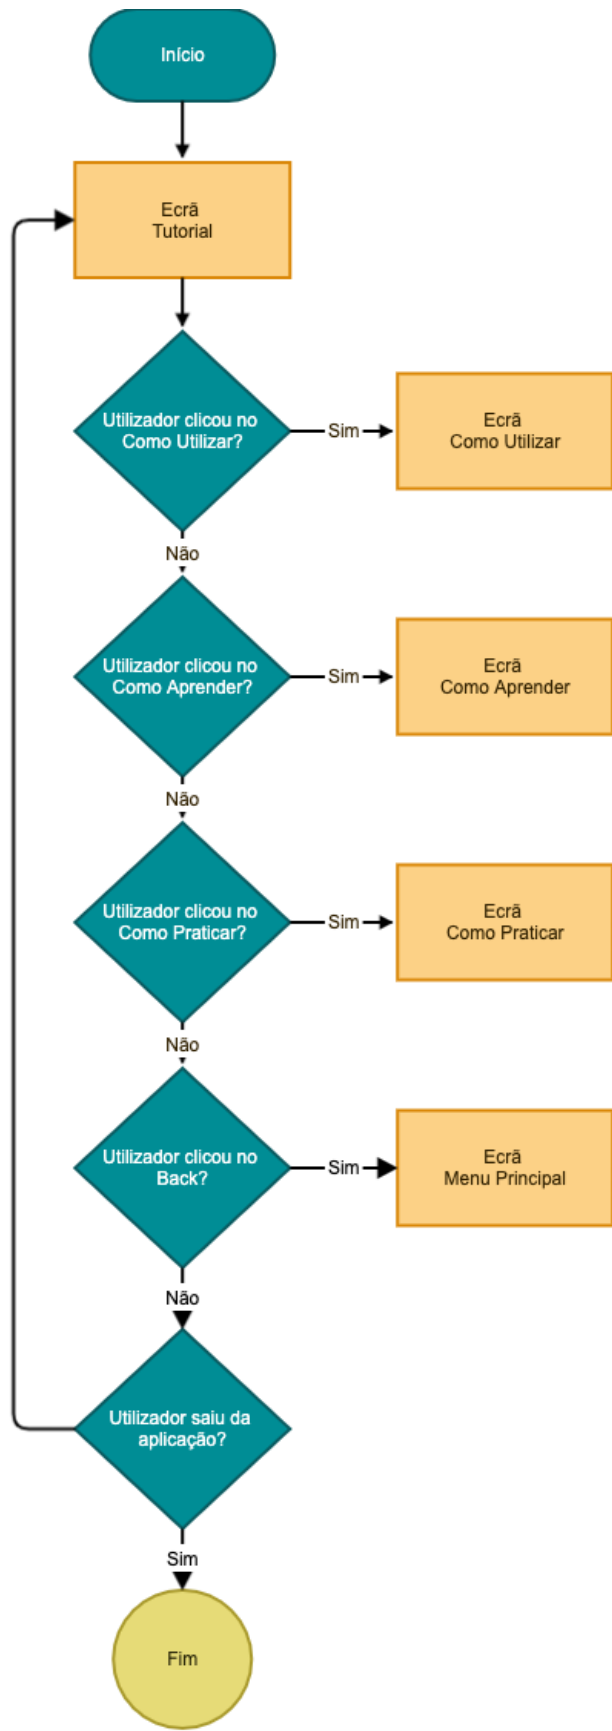 Início
Ecrã
Tutorial
Utilizador clicou no
Como Utilizar?
Sim
Ecrã
Como Utilizar
Não
Utilizador clicou no
Como Aprender?
Sim
Ecrã
Como Aprender
Não
Utilizador clicou no
Como Praticar?
Sim
Ecrã
Como Praticar
Não
Utilizador clicou no
Back?
Sim
Ecrã
Menu Principal
Não
Utilizador saiu da
aplicação?
Sim
Fim